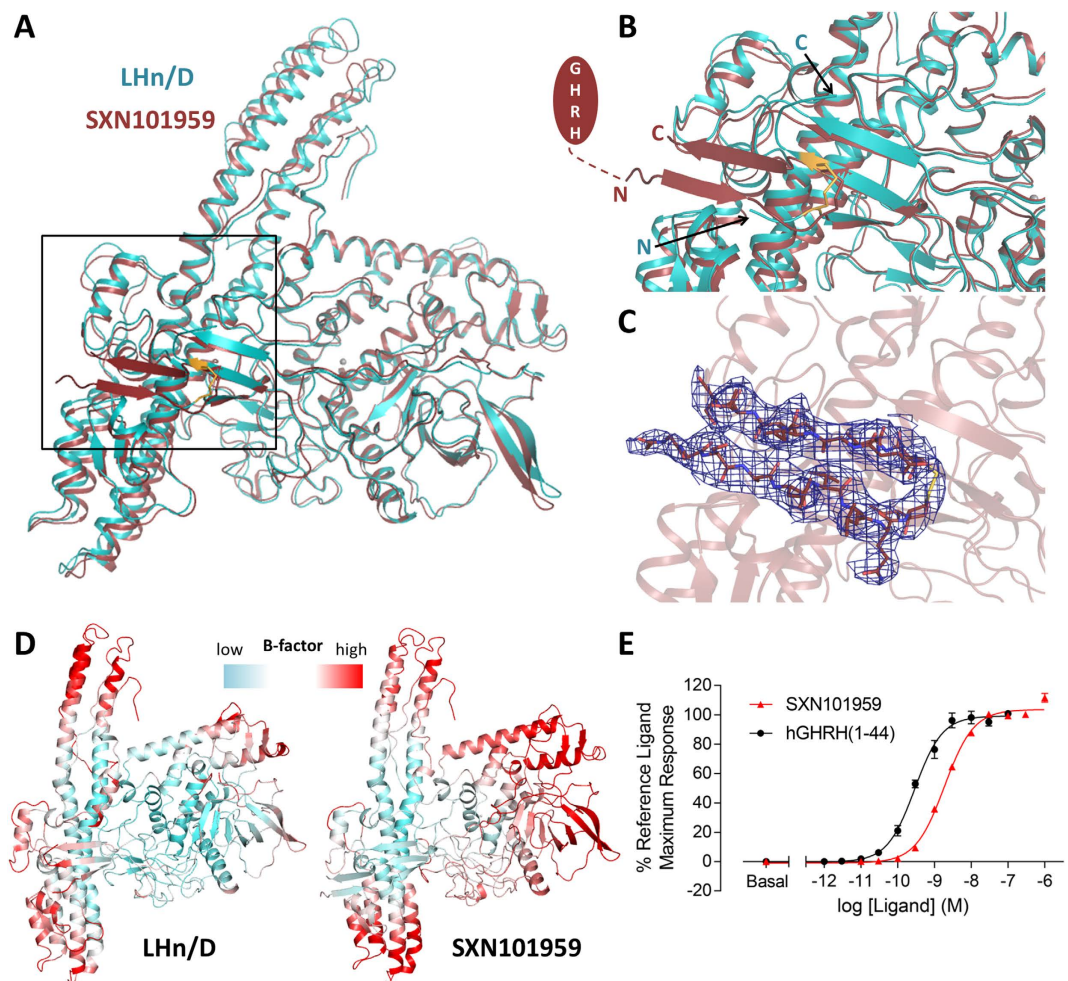 A
LHn/D
SXN101959
B
C
G
H
R
H
C
N
N
C
D
low B-factor high
LHn/D
SXN101959
E
% Reference Ligand
Maximum Response
120
100
80
60
40
20
0
-20
SXN101959
hGHRH(1-44)
Basal -12 -11 -10 -9 -8 -7 -6
log [Ligand] (M)